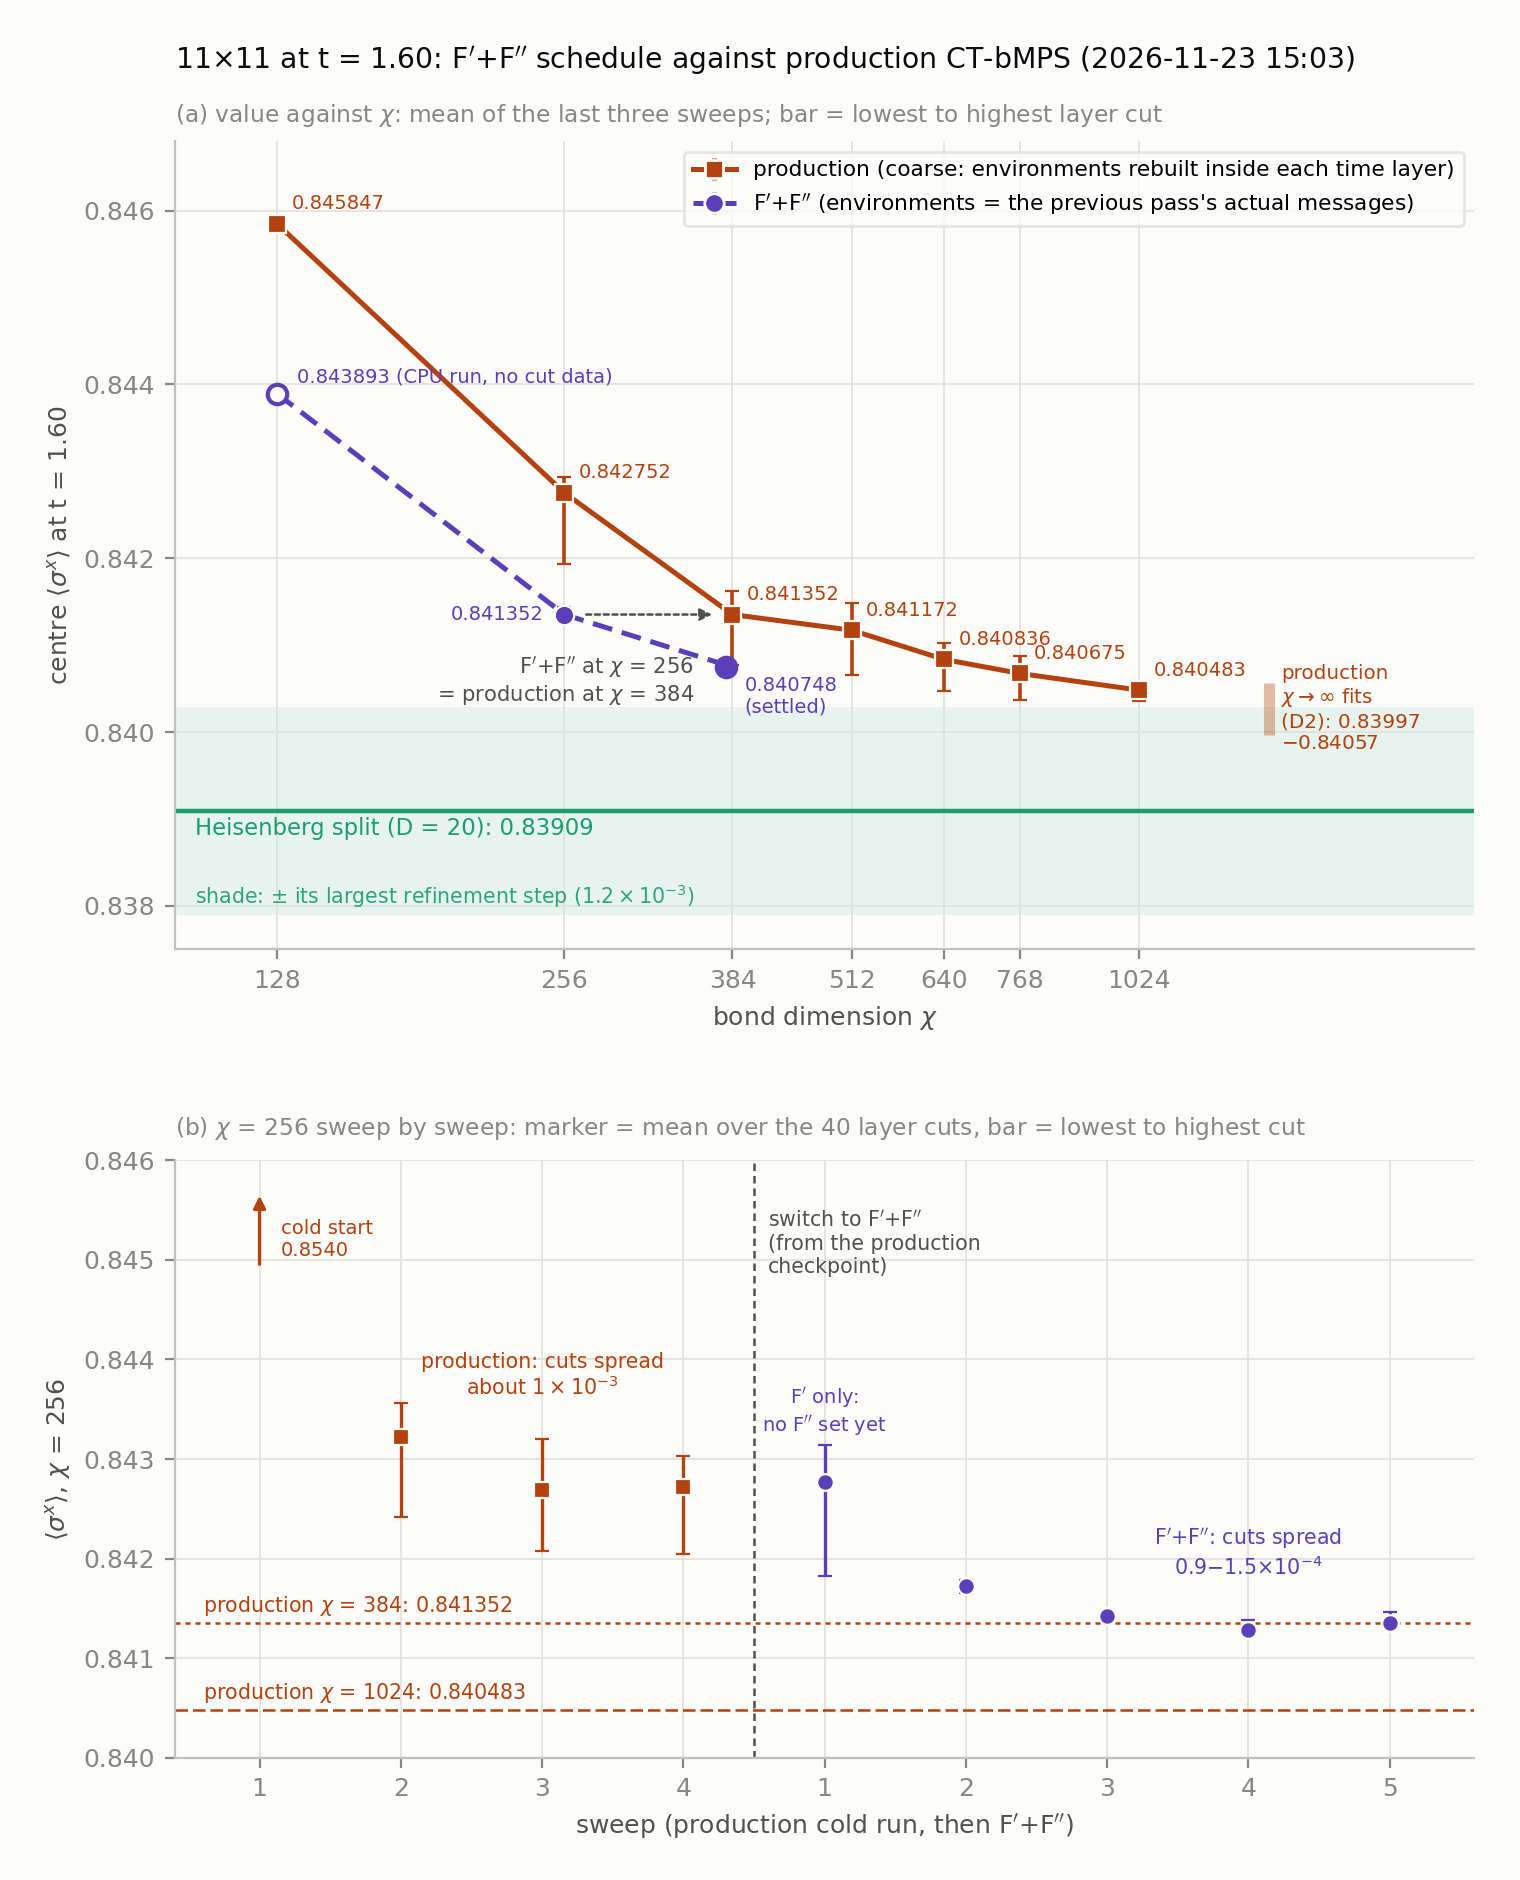 11×11 at t = 1.60: F′+F″ schedule against production CT-bMPS (2026-11-23 15:03)
(a) value against χ: mean of the last three sweeps; bar = lowest to highest layer cut
production (coarse: environments rebuilt inside each time layer)
F′+F″ (environments = the previous pass's actual messages)
centre ⟨σˣ⟩ at t = 1.60
0.846
0.844
0.842
0.840
0.838
0.845847
0.843893 (CPU run, no cut data)
0.842752
0.841352
0.841352
0.841172
0.840836
0.840675
0.840483
F′+F″ at χ = 256
= production at χ = 384
0.840748
(settled)
production
χ → ∞ fits
(D2): 0.83997
−0.84057
Heisenberg split (D = 20): 0.83909
shade: ± its largest refinement step (1.2 × 10⁻³)
128
256
384
512
640
768
1024
bond dimension χ
(b) χ = 256 sweep by sweep: marker = mean over the 40 layer cuts, bar = lowest to highest cut
⟨σˣ⟩, χ = 256
0.846
0.845
0.844
0.843
0.842
0.841
0.840
cold start
0.8540
switch to F′+F″
(from the production
checkpoint)
production: cuts spread
about 1 × 10⁻³
F′ only:
no F″ set yet
F′+F″: cuts spread
0.9−1.5×10⁻⁴
production χ = 384: 0.841352
production χ = 1024: 0.840483
1
2
3
4
1
2
3
4
5
sweep (production cold run, then F′+F″)